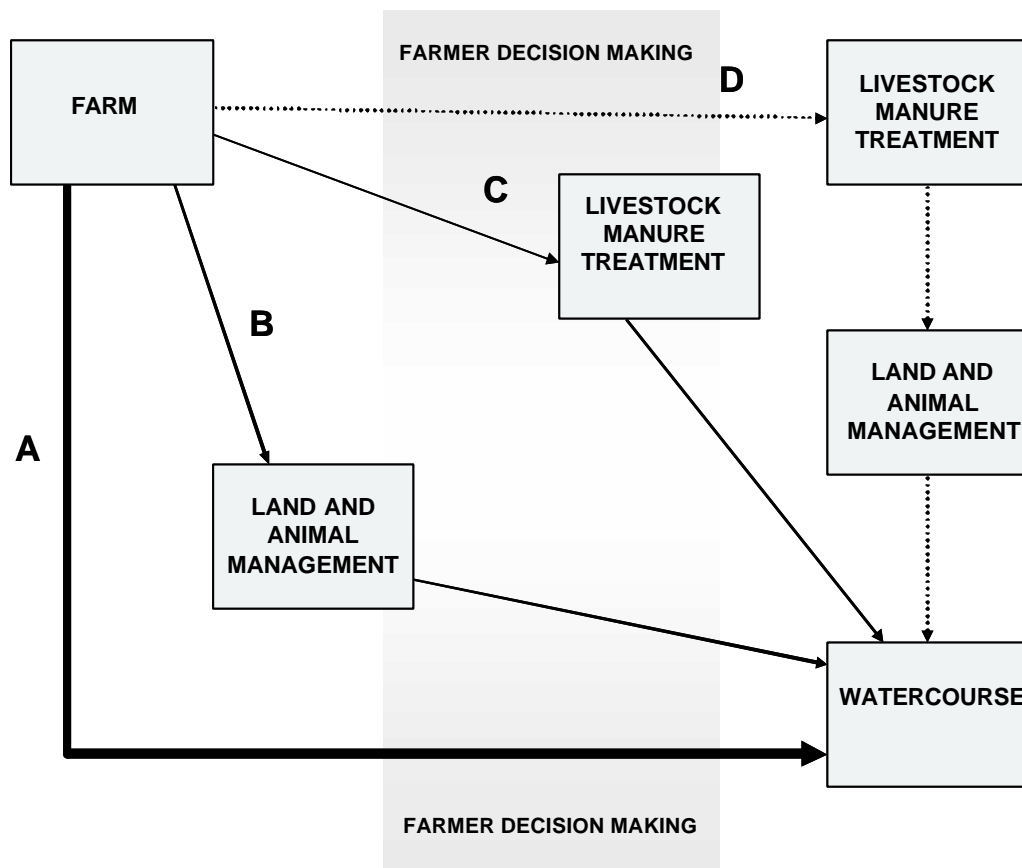 FARMER DECISION MAKING
FARM
D
LIVESTOCK
MANURE
TREATMENT
C
LIVESTOCK
MANURE
TREATMENT
B
LAND AND
ANIMAL
MANAGEMENT
A
LAND AND
ANIMAL
MANAGEMENT
WATERCOURSE
FARMER DECISION MAKING